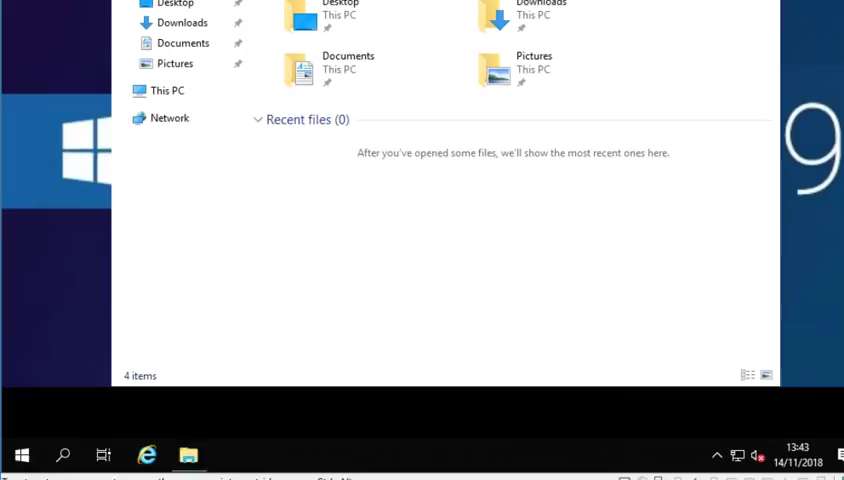 Desktop
Desktop
Downloads
Downloads
This PC
This PC
Documents
Documents
Pictures
This PC
This PC
Pictures
This PC
Network
Recent files (0)
After you've opened some files, we'll show the most recent ones here.
9
4 items
13:43
14/11/2018